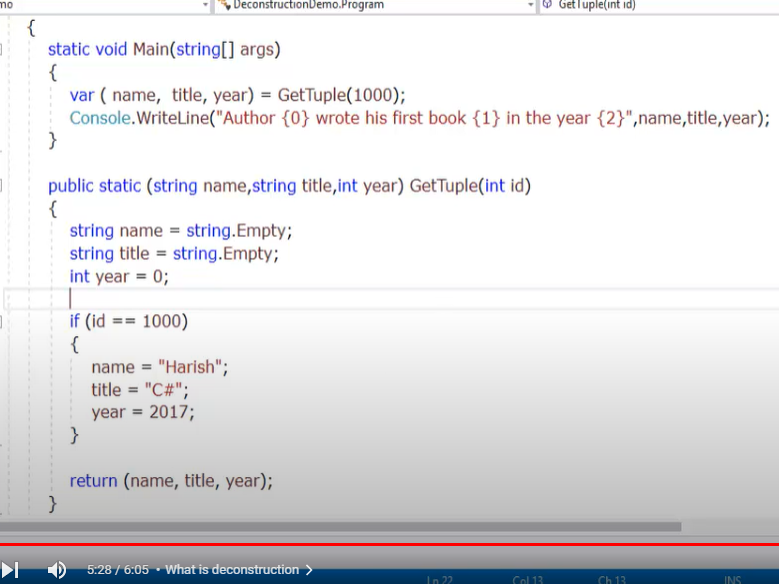 mo DeconstructionDemo.Program GetTuple(int id)
{
static void Main(string[] args)
{
var ( name, title, year) = GetTuple(1000);
Console.WriteLine("Author {0} wrote his first book {1} in the year {2}",name,title,year);
}
public static (string name,string title,int year) GetTuple(int id)
{
string name = string.Empty;
string title = string.Empty;
int year = 0;
if (id == 1000)
{
name = "Harish";
title = "C#";
year = 2017;
}
return (name, title, year);
}
5:28 / 6:05 • What is deconstruction
Ln 22 Col 13 Ch 13 INS